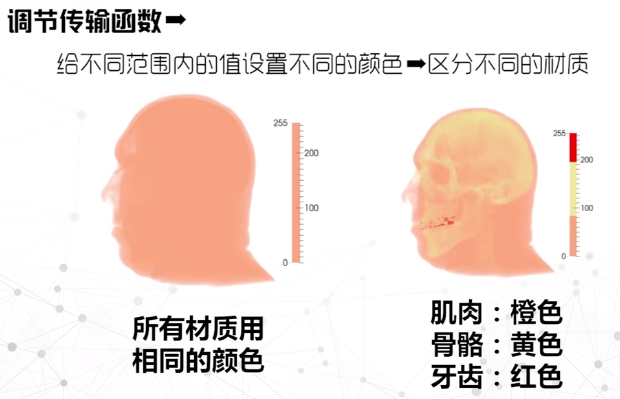 调节传输函数➡
给不同范围内的值设置不同的颜色➡区分不同的材质
255
200
100
0
255
200
100
0
所有材质用
相同的颜色
肌肉：橙色
骨骼：黄色
牙齿：红色